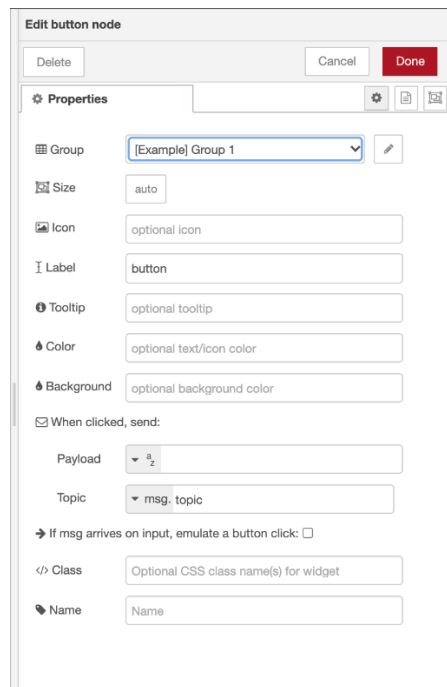 Edit button node
Delete Cancel Done
Properties
Group [Example] Group 1
Size auto
Icon optional icon
Label button
Tooltip optional tooltip
Color optional text/icon color
Background optional background color
When clicked, send:
Payload a z
Topic msg. topic
If msg arrives on input, emulate a button click:
</> Class Optional CSS class name(s) for widget
Name Name